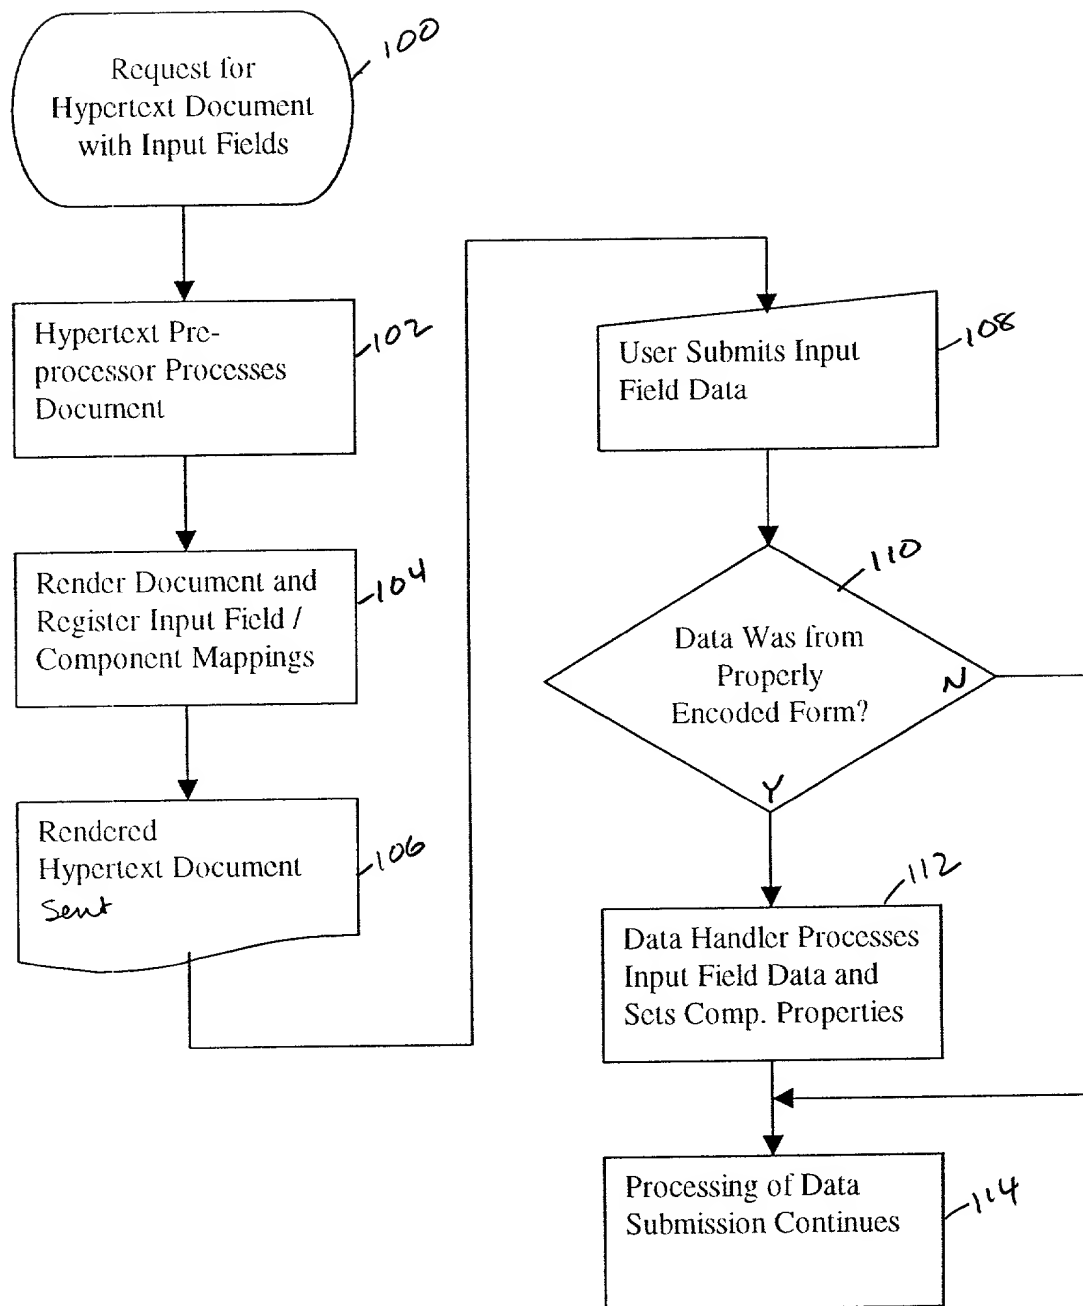 Request for
Hypertext Document
with Input Fields
100
Hypertext Pre-
processor Processes
Document
102
Render Document and
Register Input Field /
Component Mappings
104
Rendered
Hypertext Document
Sent
106
User Submits Input
Field Data
108
Data Was from
Properly
Encoded Form?
110
N
Y
Data Handler Processes
Input Field Data and
Sets Comp. Properties
112
Processing of Data
Submission Continues
114